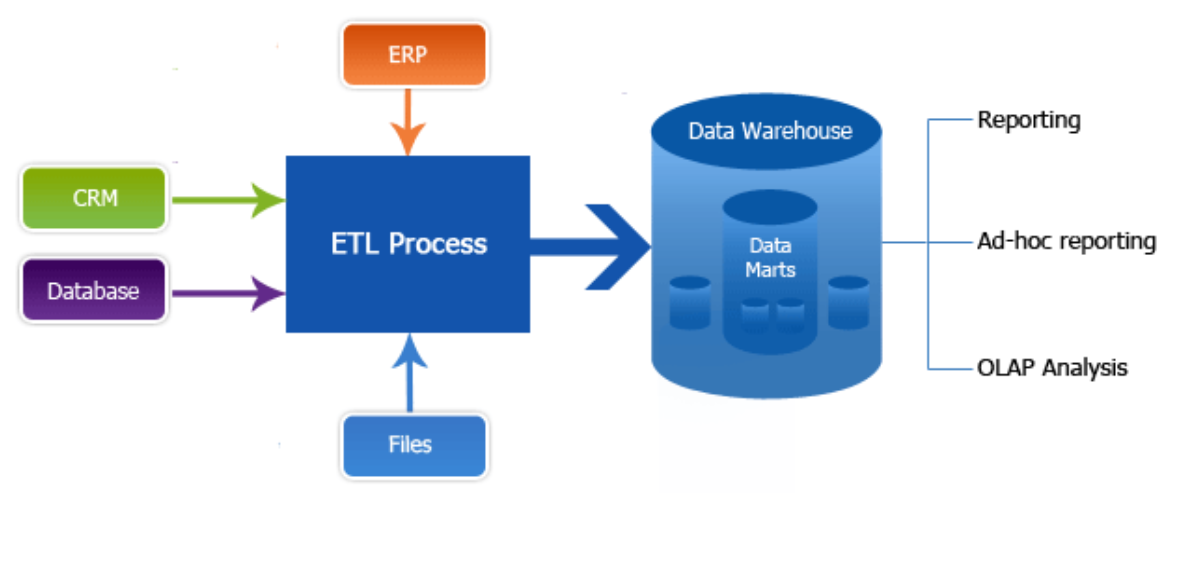 ERP
CRM
Database
ETL Process
Files
Data Warehouse
Data
Marts
Reporting
Ad-hoc reporting
OLAP Analysis